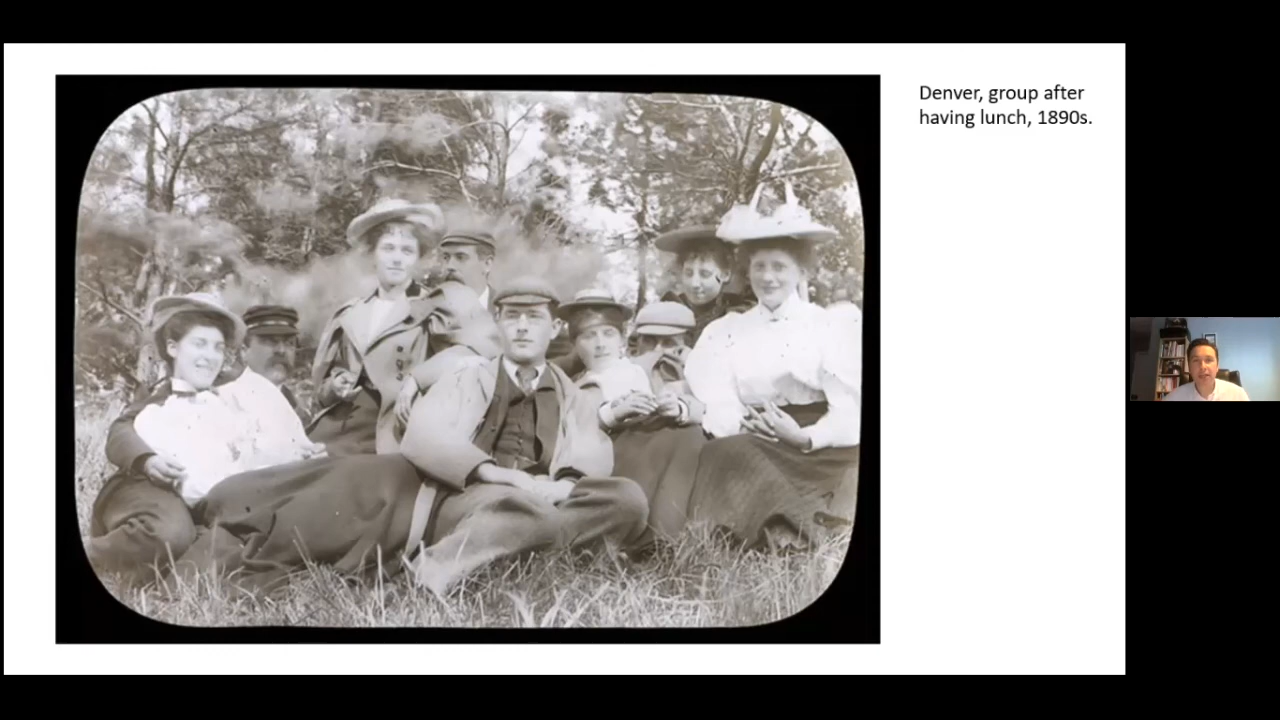 Denver, group after
having lunch, 1890s.